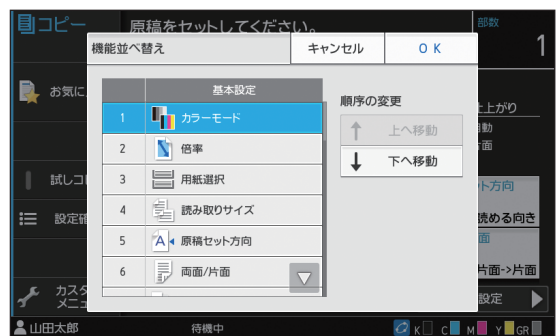 コピー
原稿をセットしてください。
部数
1
機能並べ替え
キャンセル
O K
お気に
試しコ
設定確
カスタ
メニュ
基本設定
1 カラーモード
2 倍率
3 用紙選択
4 読み取りサイズ
5 原稿セット方向
6 両面/片面
順序の変更
上へ移動
下へ移動
上がり
自動
片面
ト方向
読める向き
面
片面->片面
設定
山田太郎
待機中
K C M Y GR